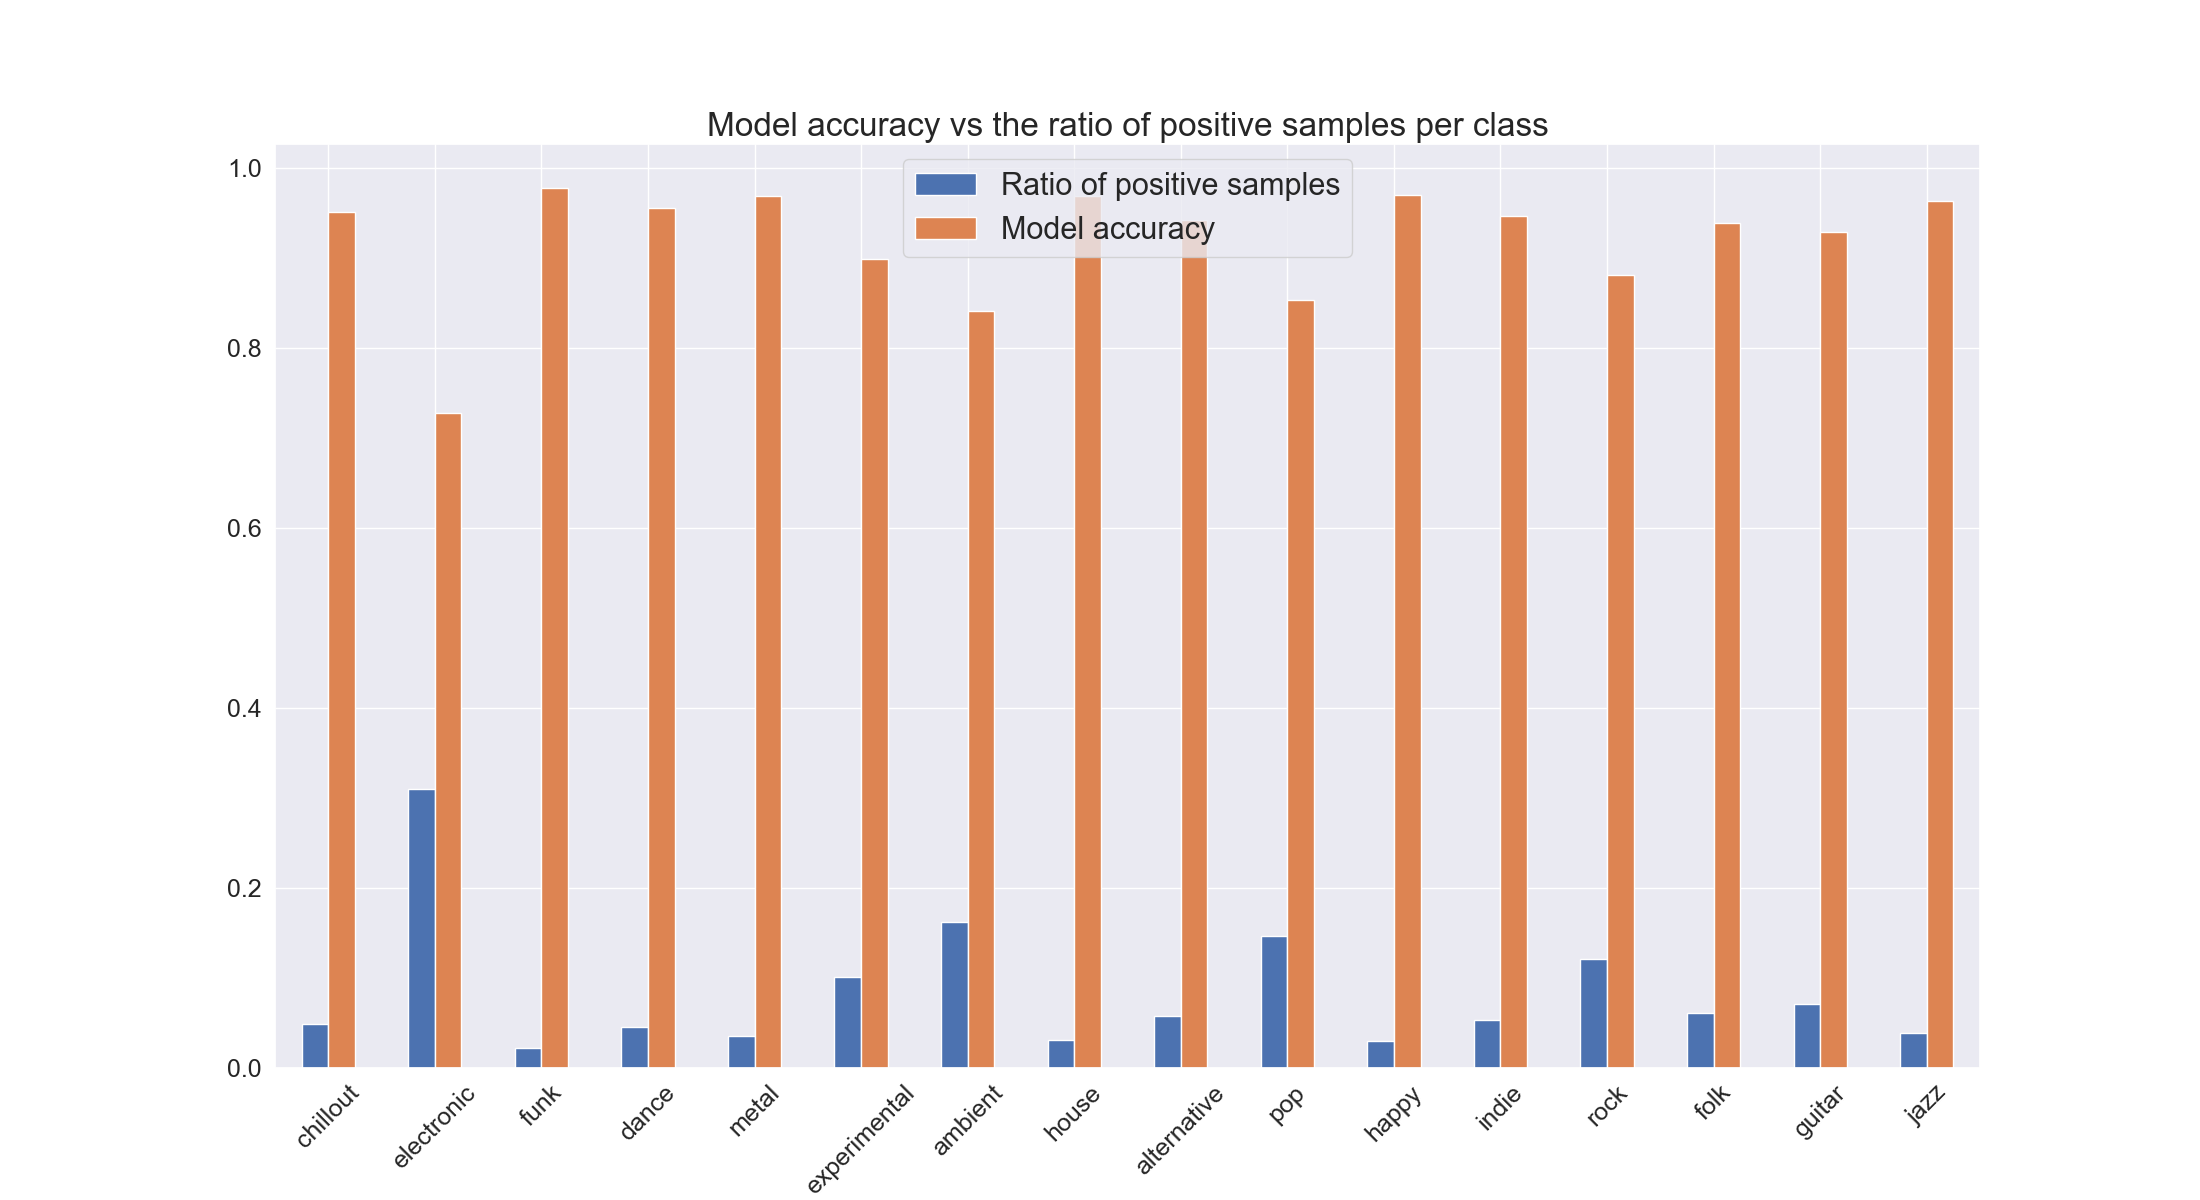 Model accuracy vs the ratio of positive samples per class
Ratio of positive samples
Model accuracy
1.0
0.8
0.6
0.4
0.2
0.0
chillout
electronic
funk
dance
metal
experimental
ambient
house
alternative
pop
happy
indie
rock
folk
guitar
jazz